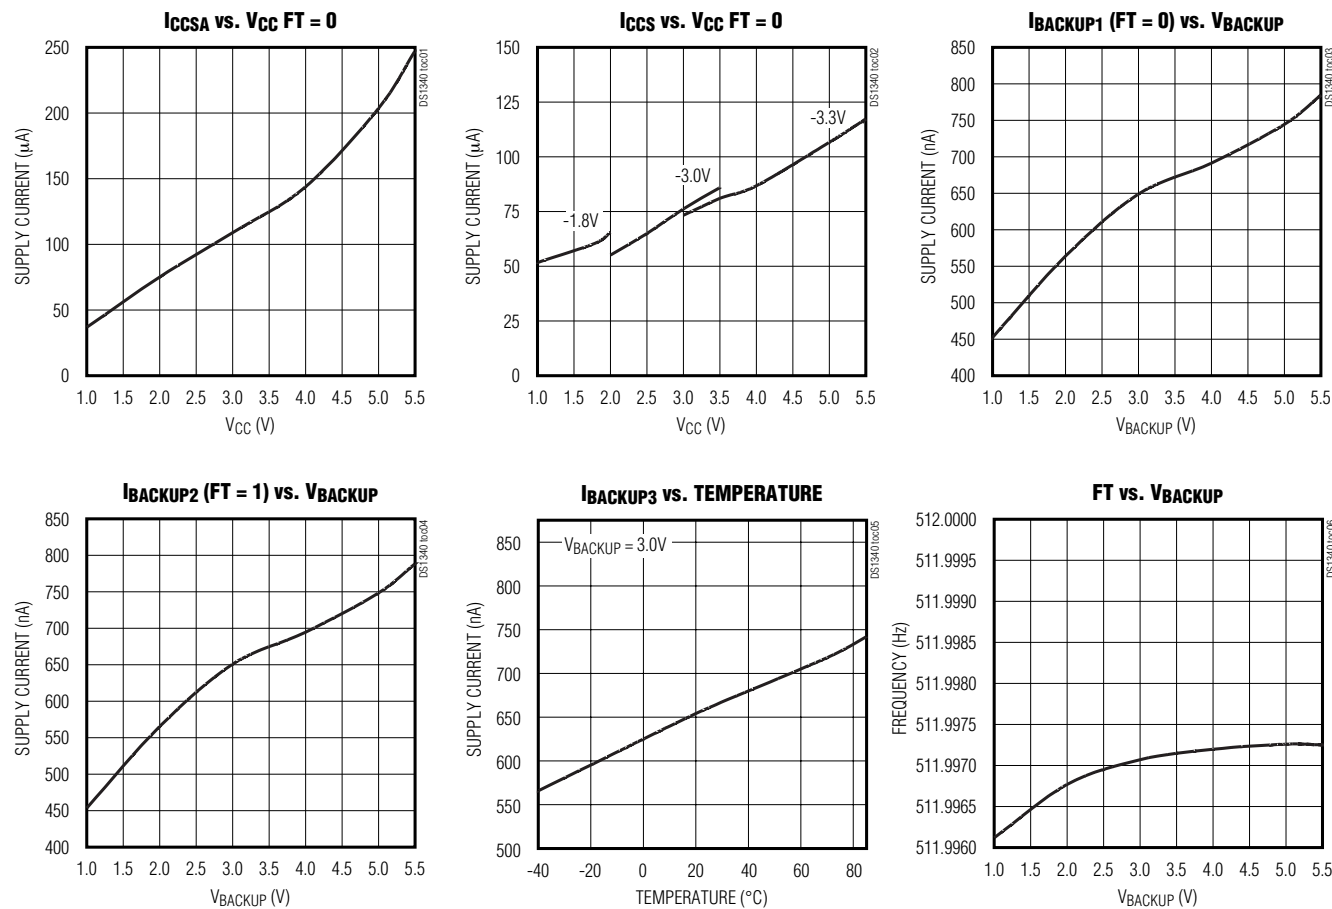 ICCSA vs. VCC FT = 0
250
200
150
100
50
0
SUPPLY CURRENT (μA)
1.0 1.5 2.0 2.5 3.0 3.5 4.0 4.5 5.0 5.5
VCC (V)
DS1340 toc01
ICCS vs. VCC FT = 0
150
125
100
75
50
25
0
SUPPLY CURRENT (μA)
-1.8V
-3.0V
-3.3V
1.0 1.5 2.0 2.5 3.0 3.5 4.0 4.5 5.0 5.5
VCC (V)
DS1340 toc02
IBACKUP1 (FT = 0) vs. VBACKUP
850
800
750
700
650
600
550
500
450
400
SUPPLY CURRENT (nA)
1.0 1.5 2.0 2.5 3.0 3.5 4.0 4.5 5.0 5.5
VBACKUP (V)
DS1340 toc03
IBACKUP2 (FT = 1) vs. VBACKUP
850
800
750
700
650
600
550
500
450
400
SUPPLY CURRENT (nA)
1.0 1.5 2.0 2.5 3.0 3.5 4.0 4.5 5.0 5.5
VBACKUP (V)
DS1340 toc04
IBACKUP3 vs. TEMPERATURE
850
800
750
700
650
600
550
500
SUPPLY CURRENT (nA)
VBACKUP = 3.0V
-40 -20 0 20 40 60 80
TEMPERATURE (°C)
DS1340 toc05
FT vs. VBACKUP
512.0000
511.9995
511.9990
511.9985
511.9980
511.9975
511.9970
511.9965
511.9960
FREQUENCY (Hz)
1.0 1.5 2.0 2.5 3.0 3.5 4.0 4.5 5.0 5.5
VBACKUP (V)
DS1340 toc06